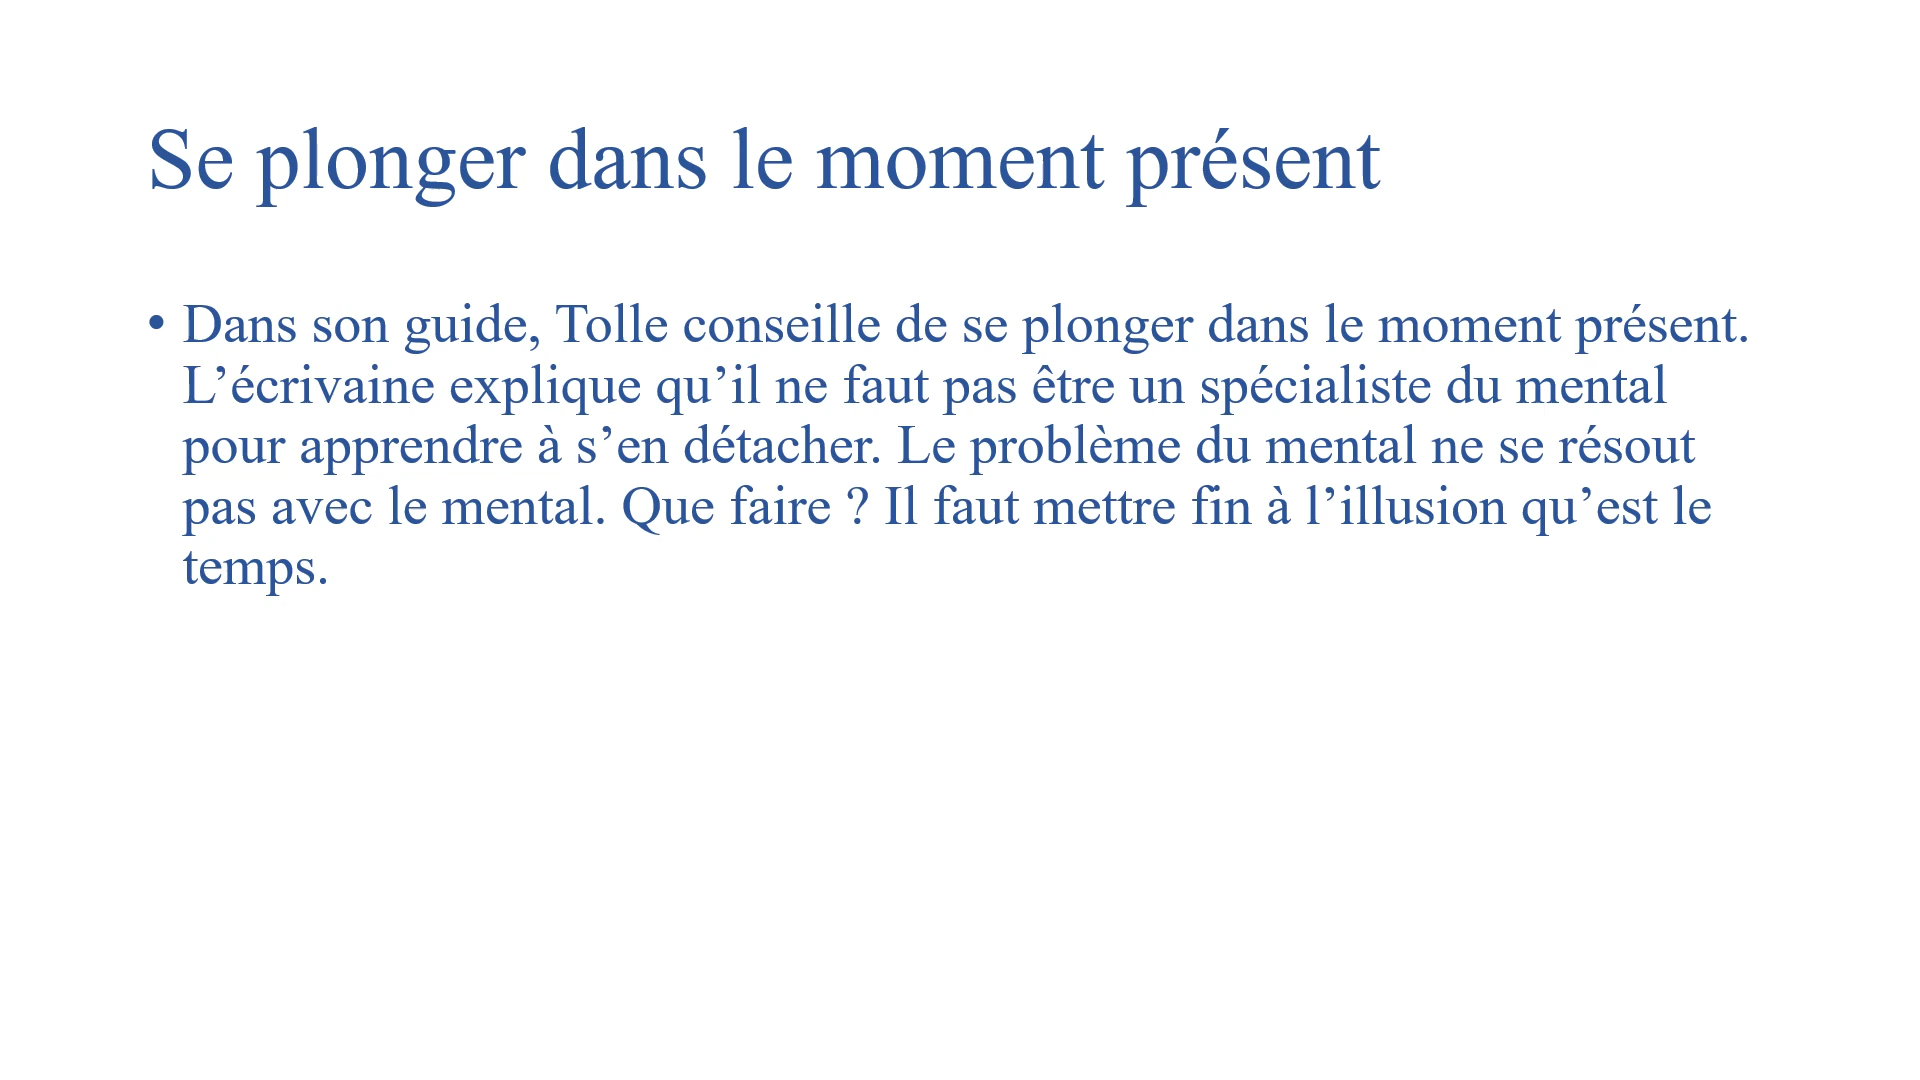 Se plonger dans le moment présent
• Dans son guide, Tolle conseille de se plonger dans le moment présent.
L’écrivaine explique qu’il ne faut pas être un spécialiste du mental
pour apprendre à s’en détacher. Le problème du mental ne se résout
pas avec le mental. Que faire ? Il faut mettre fin à l’illusion qu’est le
temps.